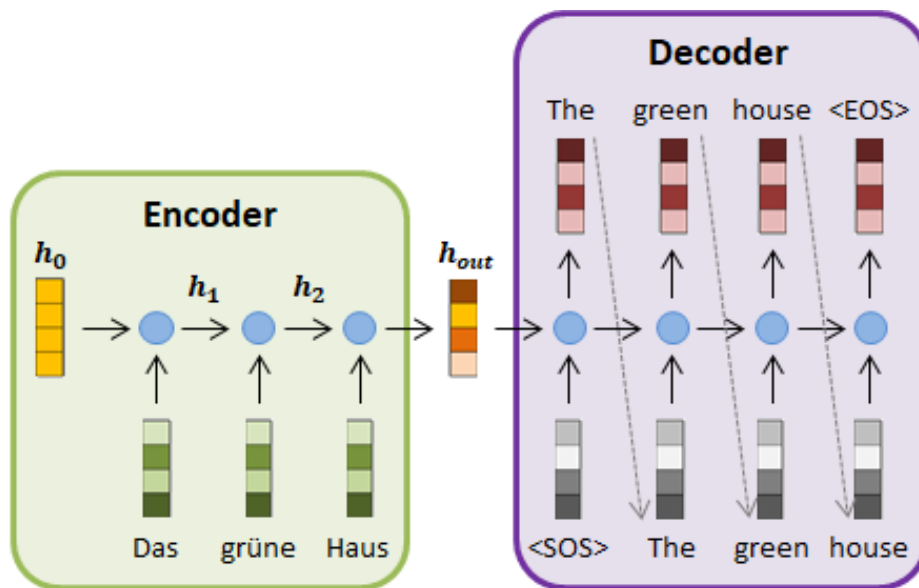 Decoder
The green house <EOS>
Encoder
h0
h1
h2
hout
Das grüne Haus
<SOS> The green house